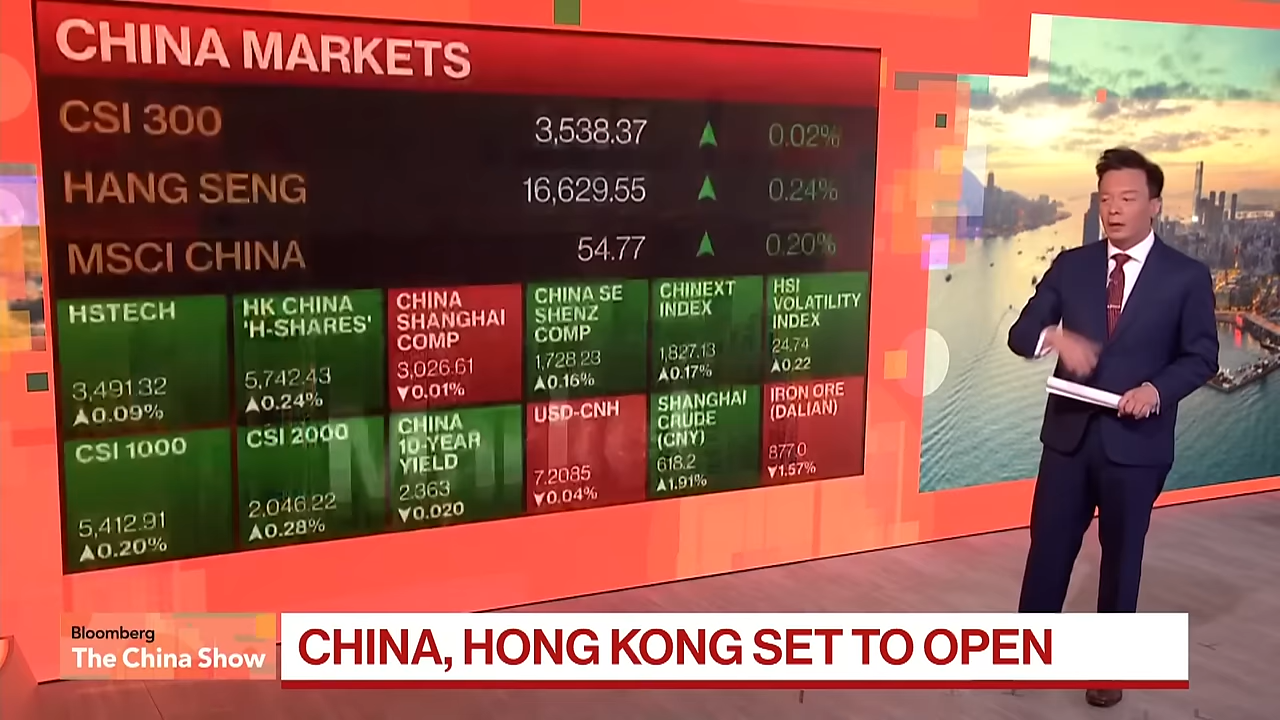 CHINA MARKETS
CSI 300 3,538.37 ▲ 0.02%
HANG SENG 16,629.55 ▲ 0.24%
MSCI CHINA 54.77 ▲ 0.20%
HSTECH
3,491.32
▲0.09%
HK CHINA
'H-SHARES'
5,742.43
▲0.24%
CHINA
SHANGHAI
COMP
3,026.61
▼0.01%
CHINA SE
SHENZ
COMP
1,728.23
▲0.16%
CHINEXT
INDEX
1,827.13
▲0.17%
HSI
VOLATILITY
INDEX
24.74
▲0.22
CSI 1000
5,412.91
▲0.20%
CSI 2000
2,046.22
▲0.28%
CHINA
10-YEAR
YIELD
2.363
▼0.020
USD-CNH
7.2085
▼0.04%
SHANGHAI
CRUDE
(CNY)
618.2
▲1.91%
IRON ORE
(DALIAN)
877.0
▼1.57%
Bloomberg
The China Show
CHINA, HONG KONG SET TO OPEN